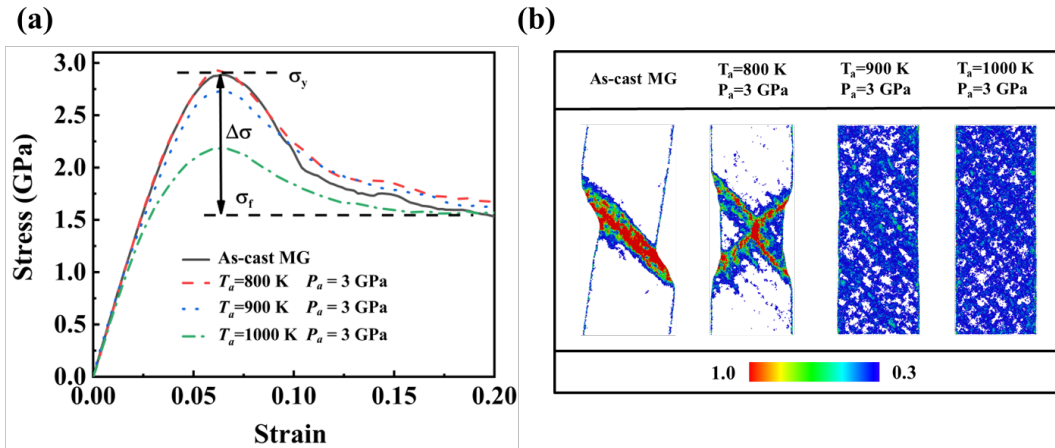 (a)
3.0
2.5
2.0
1.5
1.0
0.5
0.0
0.00
0.05
0.10
0.15
0.20
Stress (GPa)
Strain
σy
Δσ
σf
As-cast MG
Ta=800 K Pa = 3 GPa
Ta=900 K Pa = 3 GPa
Ta=1000 K Pa = 3 GPa
(b)
As-cast MG
Ta=800 K
Pa=3 GPa
Ta=900 K
Pa=3 GPa
Ta=1000 K
Pa=3 GPa
1.0
0.3